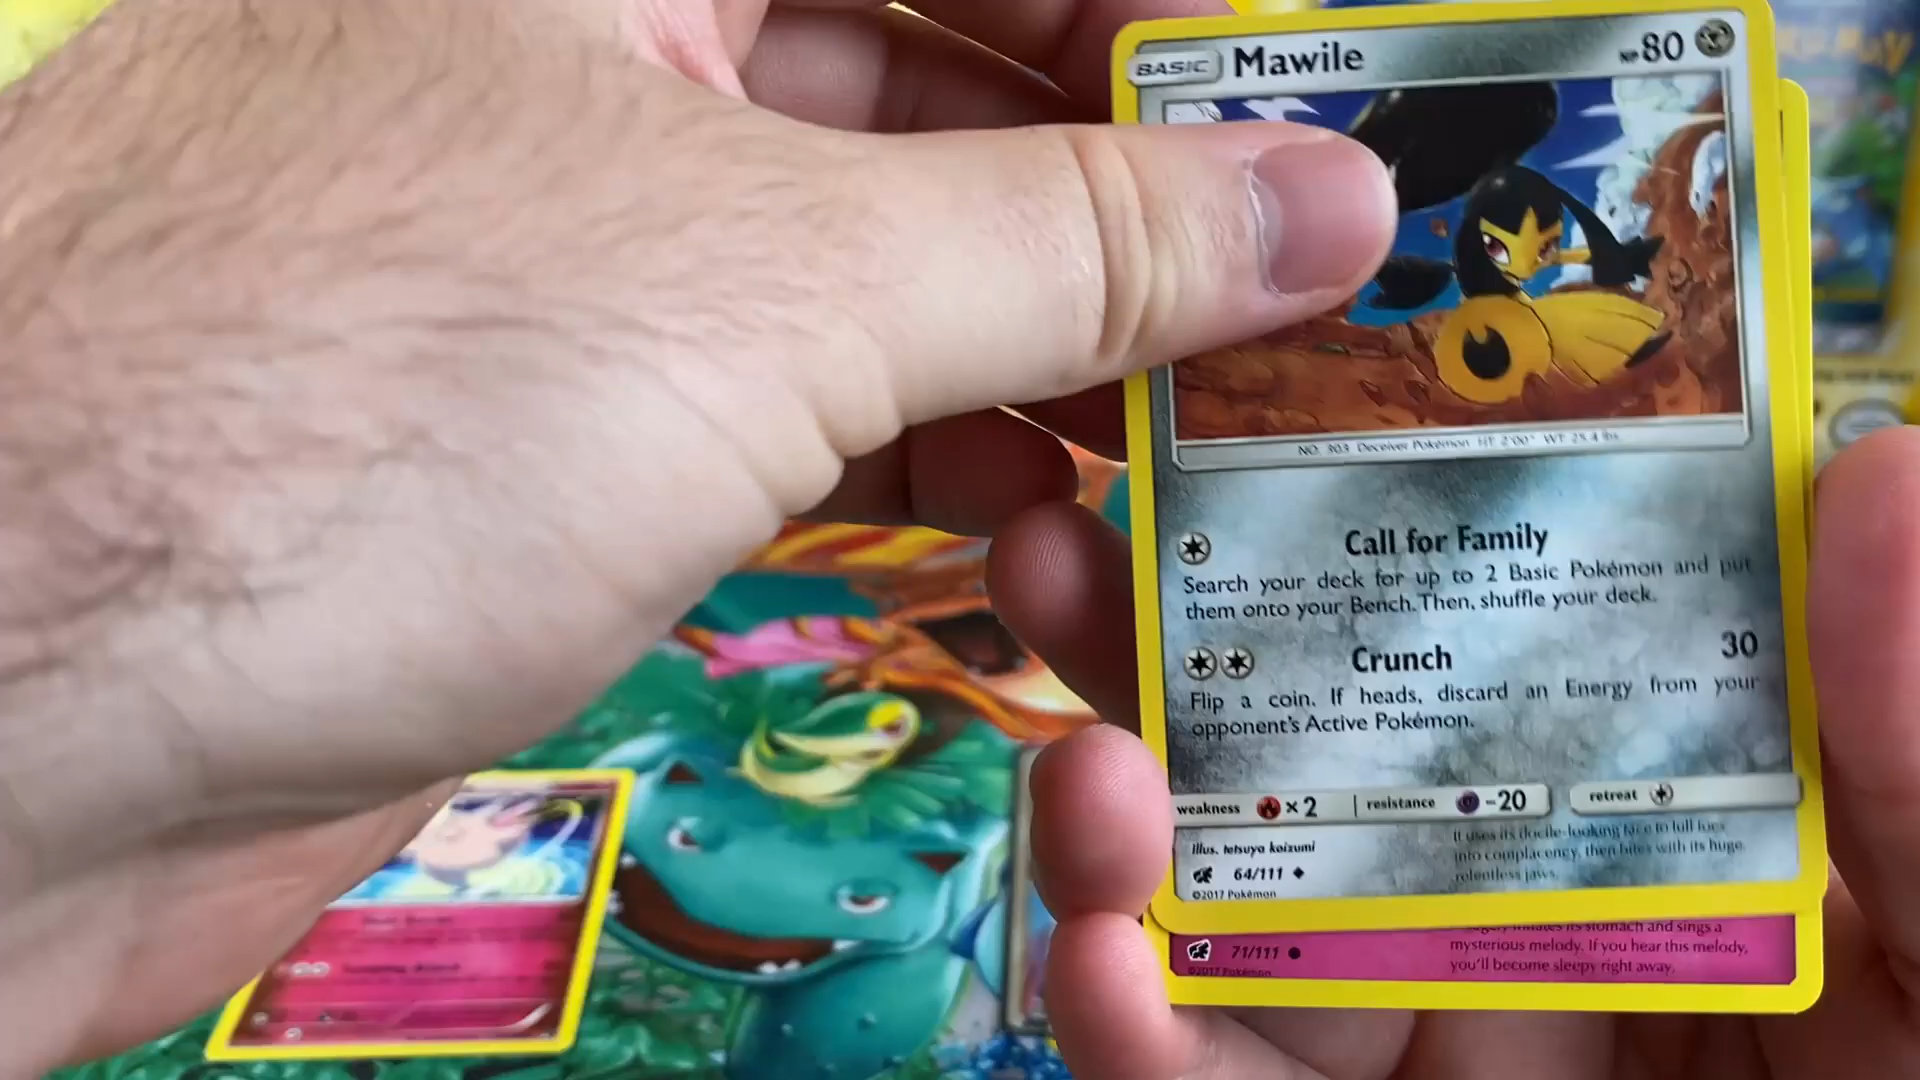 BASIC Mawile HP 80
NO. 303 Deceiver Pokémon HT: 2'00" WT: 25.4 lbs.
Call for Family
Search your deck for up to 2 Basic Pokémon and put
them onto your Bench. Then, shuffle your deck.
Crunch 30
Flip a coin. If heads, discard an Energy from your
opponent's Active Pokémon.
weakness ×2 resistance -20 retreat
It uses its docile-looking face to lull foes
into complacency, then bites with its huge,
relentless jaws.
Illus. tetsuya koizumi
64/111
©2017 Pokémon
its stomach and sings a
mysterious melody. If you hear this melody,
you'll become sleepy right away.
71/111
©2017 Pokémon